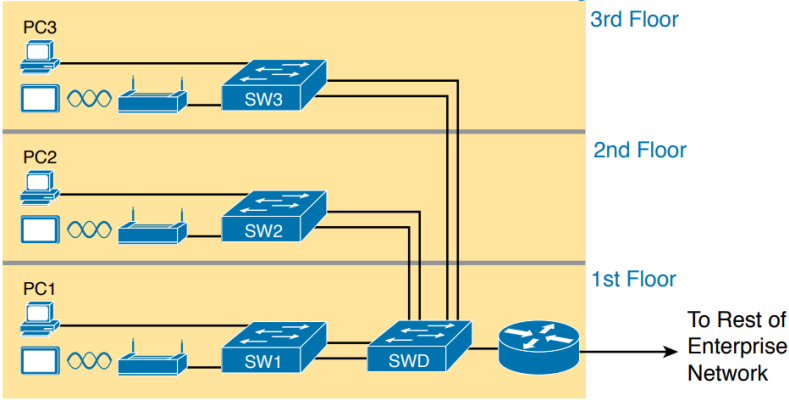 3rd Floor
PC3
SW3
2nd Floor
PC2
SW2
1st Floor
PC1
SW1
SWD
To Rest of
Enterprise
Network